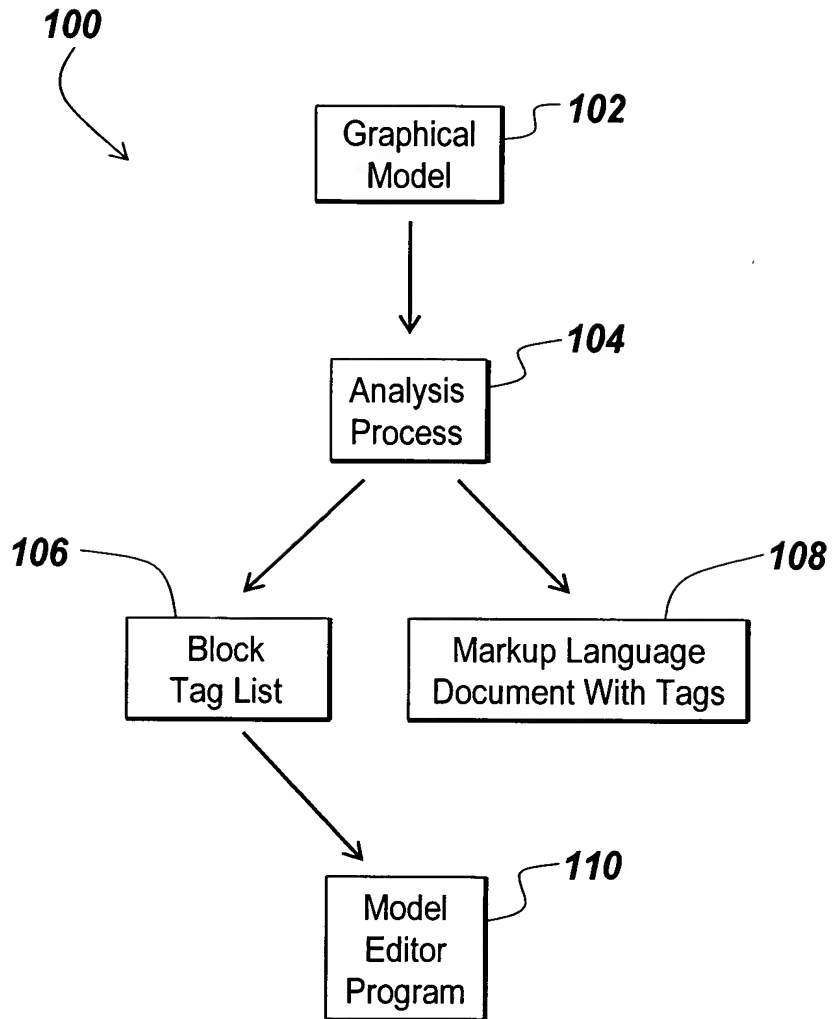 100
102
Graphical
Model
104
Analysis
Process
106
108
Block
Tag List
Markup Language
Document With Tags
110
Model
Editor
Program